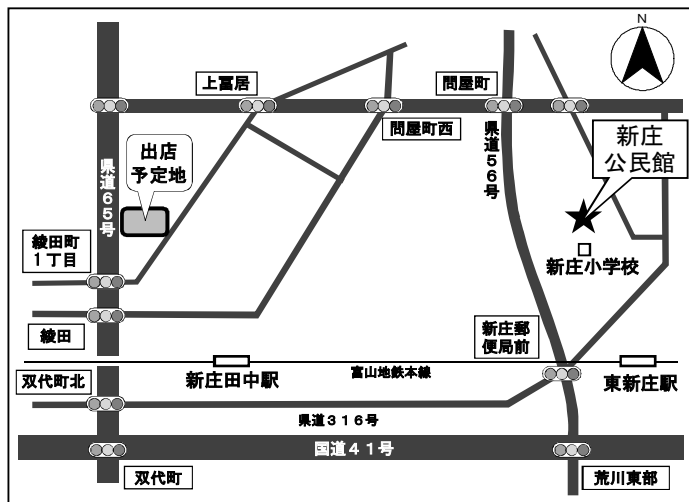 N
上冨居
問屋町
問屋町西
新庄
公民館
出店
予定地
県道６５号
県道５６号
綾田町
１丁目
新庄小学校
綾田
新庄郵
便局前
双代町北
新庄田中駅
富山地鉄本線
東新庄駅
県道３１６号
国道４１号
双代町
荒川東部